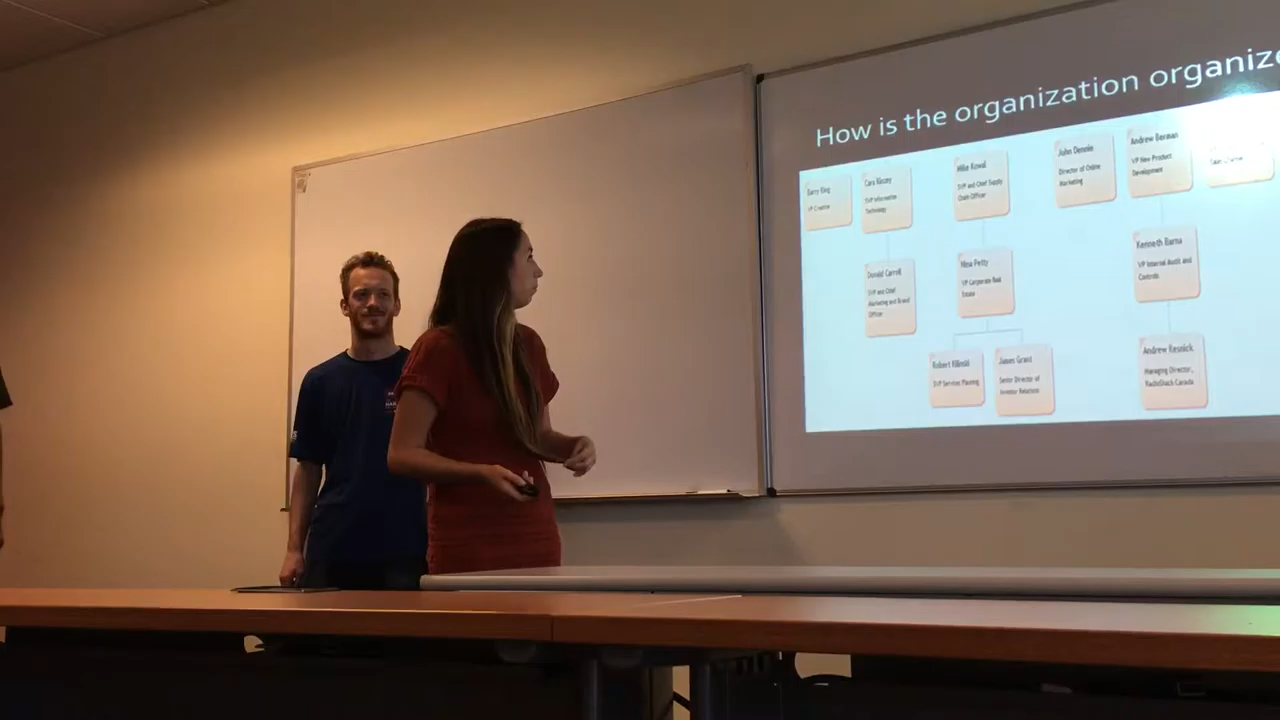 How is the organization organize
Barry King
VP Creative
Cara Kinzey
SVP Information
Technology
Mike Kowal
SVP and Chief Supply
Chain Officer
John Dennie
Director of Online
Marketing
Andrew Berman
VP New Product
Development
Donald Carroll
SVP and Chief
Marketing and Brand
Officer
Nina Petty
VP Corporate Real
Estate
Kenneth Barna
VP Internal Audit and
Controls
Robert Kilinski
SVP Services Planning
James Grant
Senior Director of
Investor Relations
Andrew Resnick
Managing Director,
RadioShack Canada